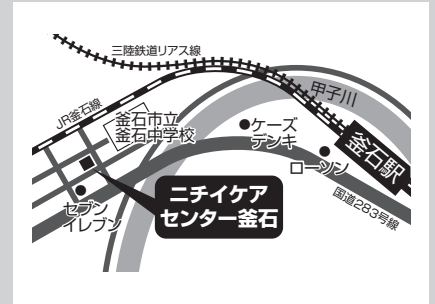 三陸鉄道リアス線
JR釜石線
甲子川
釜石市立
釜石中学校
ケーズ
デンキ
ローソン
釜石駅
国道283号線
セブン
イレブン
ニチイケア
センター釜石